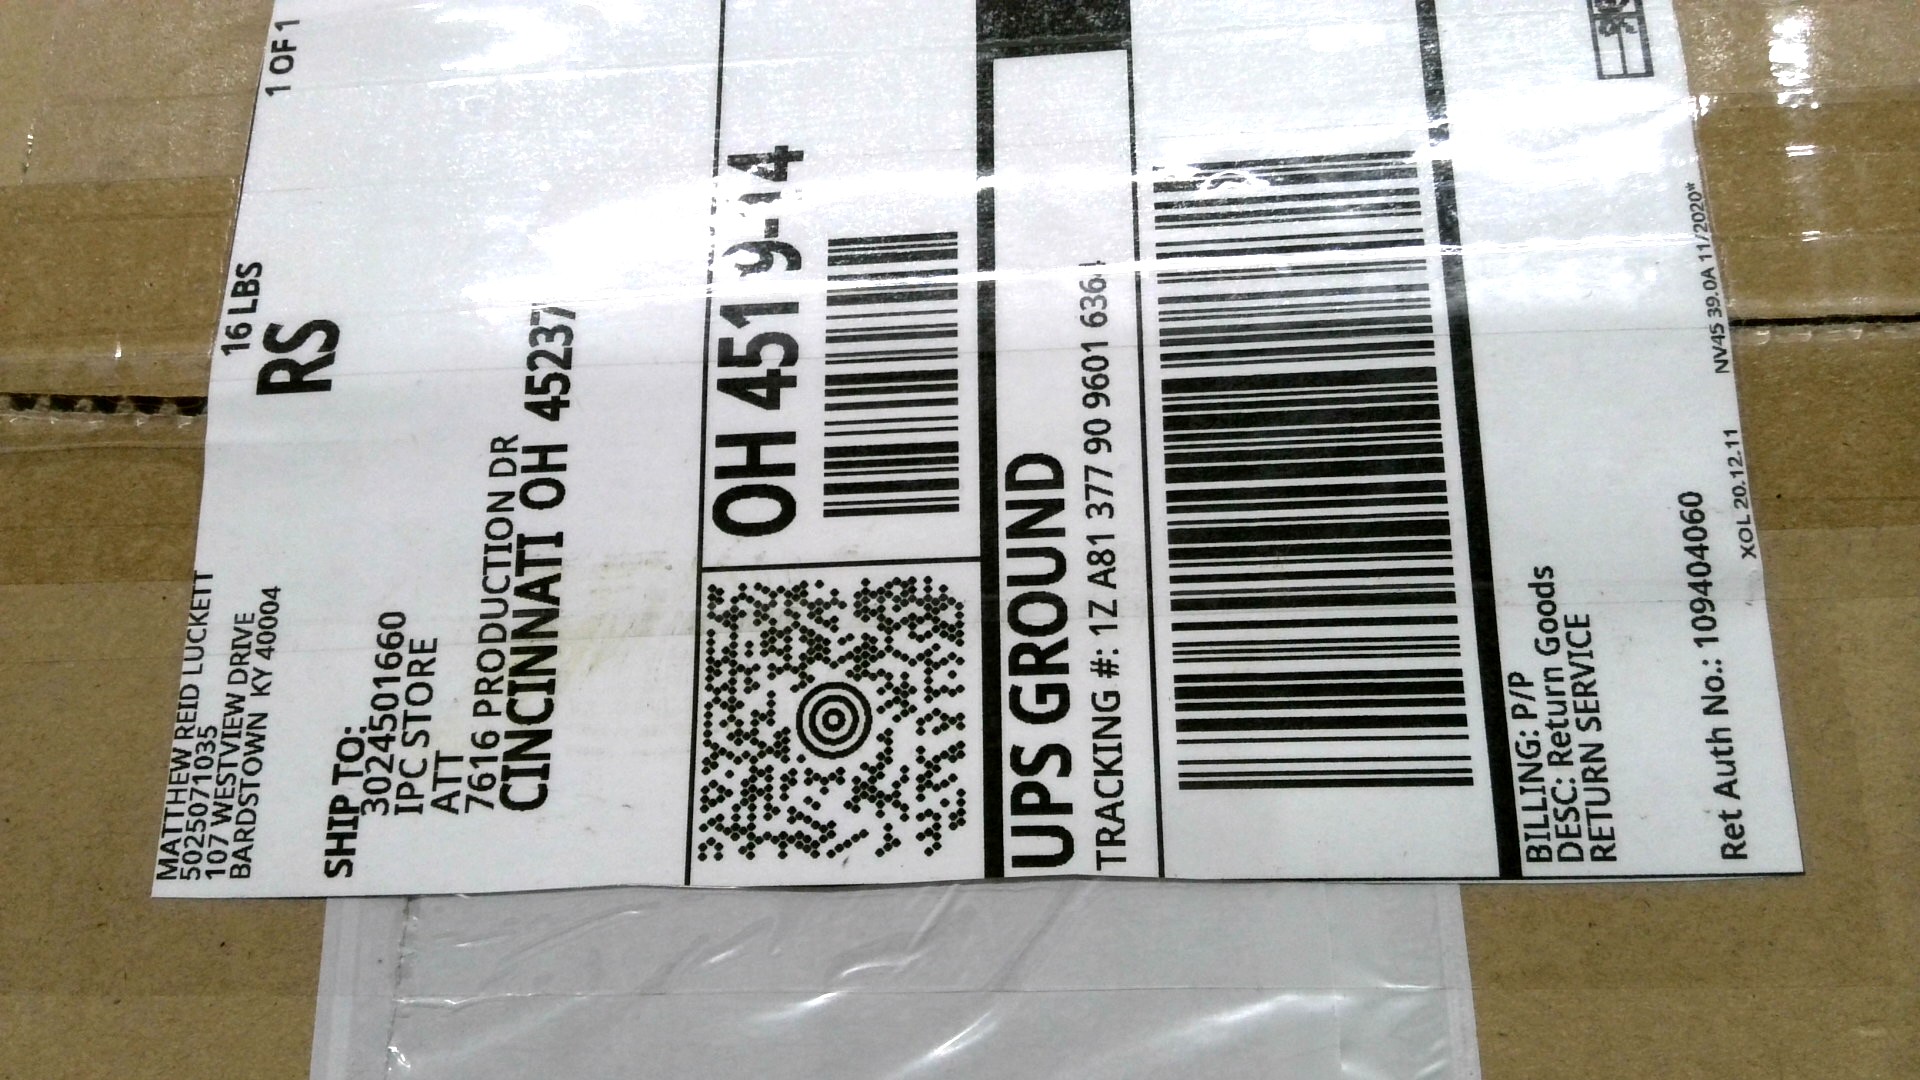 MATTHEW REID LUCKETT
5025071035
107 WESTVIEW DRIVE
BARDSTOWN KY 40004
16 LBS
1 OF 1
RS
SHIP TO:
3024501660
IPC STORE
ATT
7616 PRODUCTION DR
CINCINNATI OH 45237
OH 451 9-14
UPS GROUND
TRACKING #: 1Z A81 377 90 9601 6364
BILLING: P/P
DESC: Return Goods
RETURN SERVICE
Ret Auth No.: 109404060
XOL 20.12.11
NV45 39.0A 11/2020*